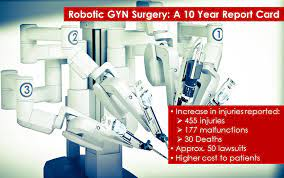 Robotic GYN Surgery: A 10 Year Report Card
2
1
3
• Increase in injuries reported:
➤ 455 injuries
➤ 177 malfunctions
➤ 30 Deaths
• Approx. 50 lawsuits
• Higher cost to patients